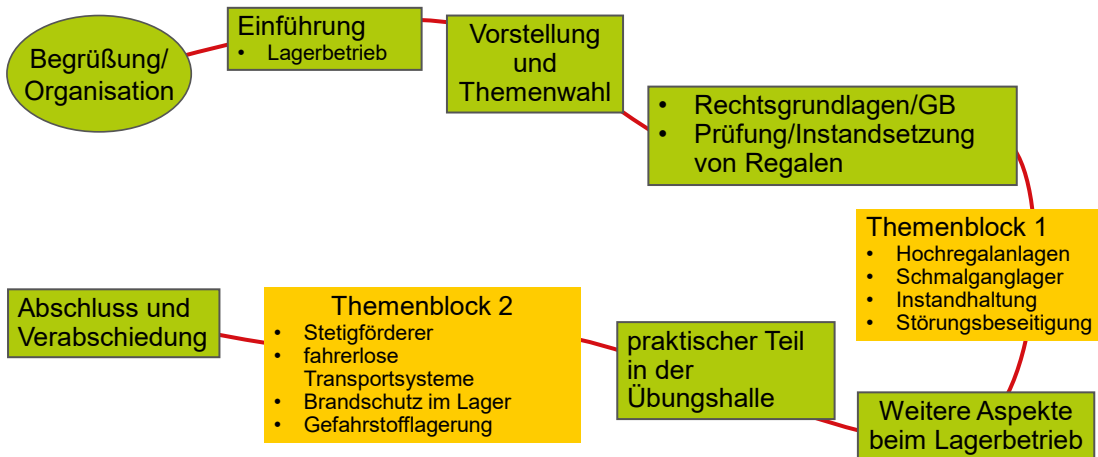 Begrüßung/
Organisation
Einführung
• Lagerbetrieb
Vorstellung
und
Themenwahl
• Rechtsgrundlagen/GB
• Prüfung/Instandsetzung
von Regalen
Themenblock 1
• Hochregalanlagen
• Schmalganglager
• Instandhaltung
• Störungsbeseitigung
Weitere Aspekte
beim Lagerbetrieb
praktischer Teil
in der
Übungshalle
Themenblock 2
• Stetigförderer
• fahrerlose
Transportsysteme
• Brandschutz im Lager
• Gefahrstofflagerung
Abschluss und
Verabschiedung